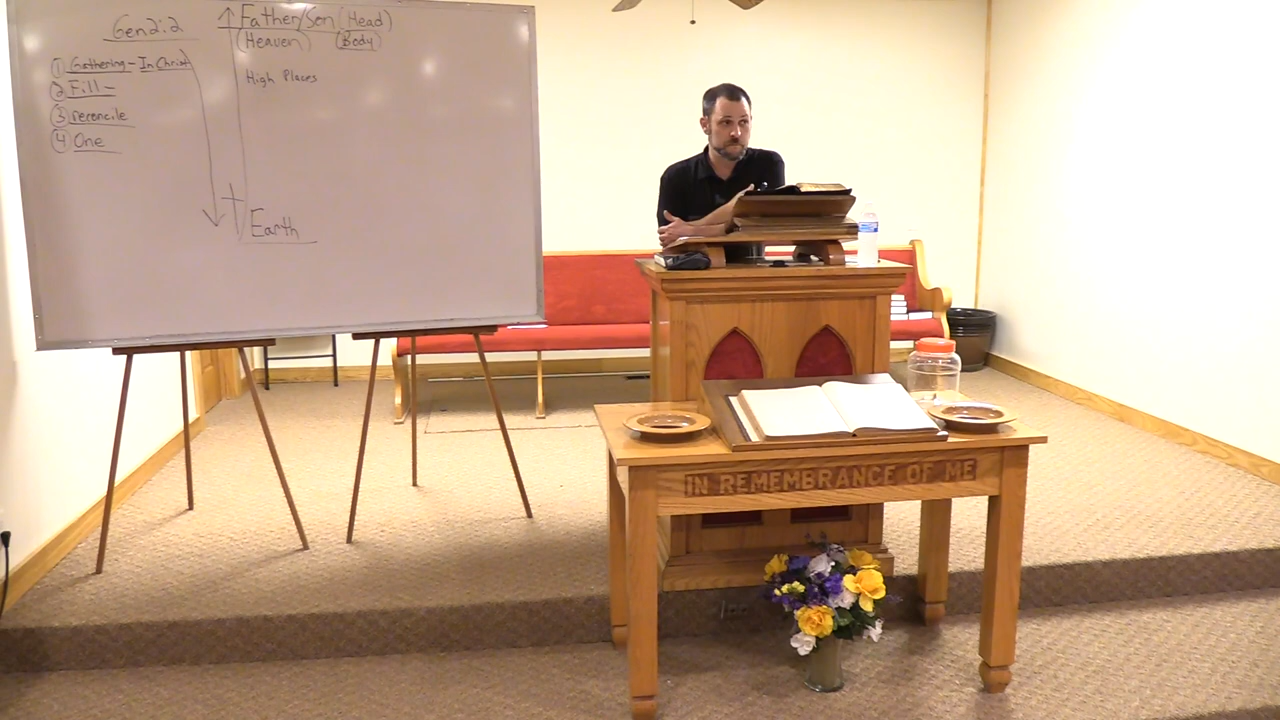 Gen 2:2
① Gathering - In Christ
② Fill -
③ reconcile
④ One
Father/Son (Head)
(Heaven) (Body)
High Places
Earth
IN REMEMBRANCE OF ME